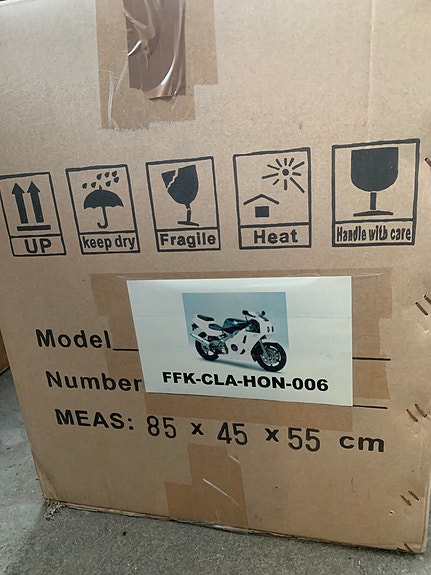 UP
keep dry
Fragile
Heat
Handle with care
Model
FFK-CLA-HON-006
Number
MEAS: 85 x 45 x 55 cm